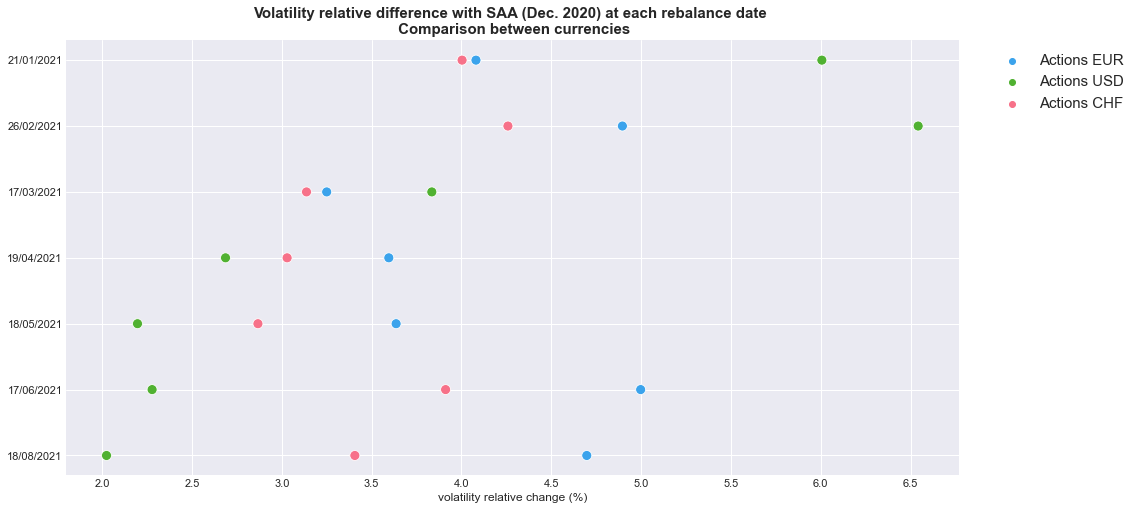 Volatility relative difference with SAA (Dec. 2020) at each rebalance date
Comparison between currencies
21/01/2021
26/02/2021
17/03/2021
19/04/2021
18/05/2021
17/06/2021
18/08/2021
2.0 2.5 3.0 3.5 4.0 4.5 5.0 5.5 6.0 6.5
volatility relative change (%)
Actions EUR
Actions USD
Actions CHF